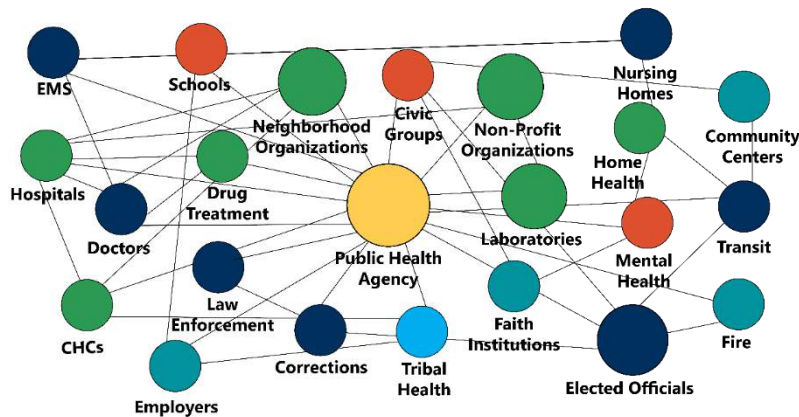 EMS
Schools
Neighborhood
Organizations
Civic
Groups
Non-Profit
Organizations
Nursing
Homes
Community
Centers
Hospitals
Drug
Treatment
Doctors
Public Health
Agency
Laboratories
Home
Health
Mental
Health
Transit
CHCs
Law
Enforcement
Employers
Corrections
Tribal
Health
Faith
Institutions
Elected Officials
Fire